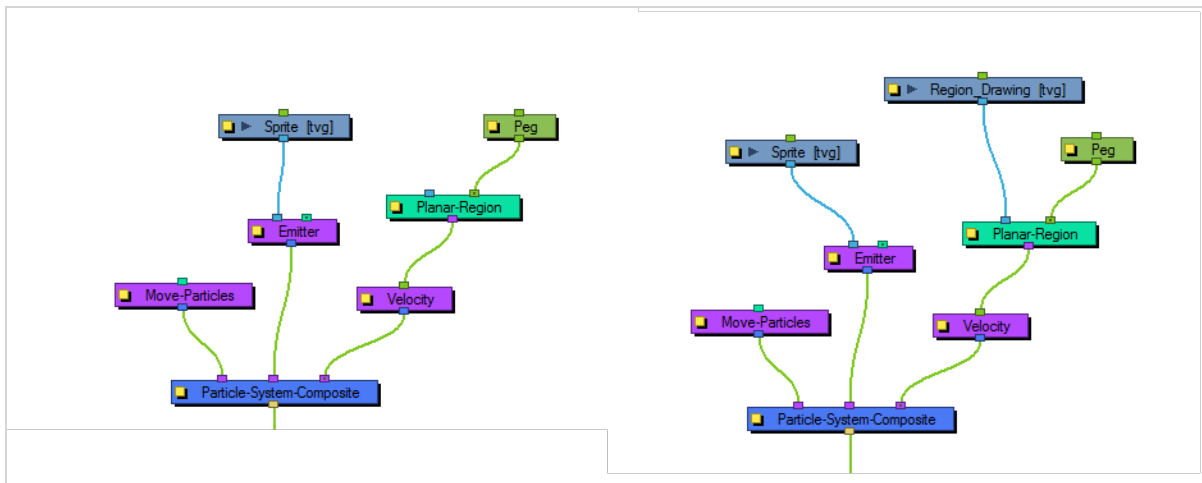 Sprite [tvg]
Peg
Planar-Region
Emitter
Move-Particles
Velocity
Particle-System-Composite
Region_Drawing [tvg]
Sprite [tvg]
Peg
Planar-Region
Emitter
Move-Particles
Velocity
Particle-System-Composite